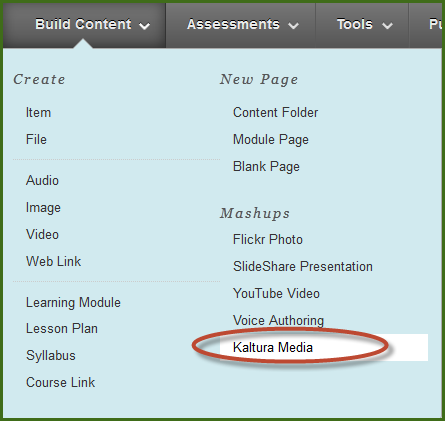 Build Content Assessments Tools
Create
Item
File
Audio
Image
Video
Web Link
Learning Module
Lesson Plan
Syllabus
Course Link
New Page
Content Folder
Module Page
Blank Page
Mashups
Flickr Photo
SlideShare Presentation
YouTube Video
Voice Authoring
Kaltura Media